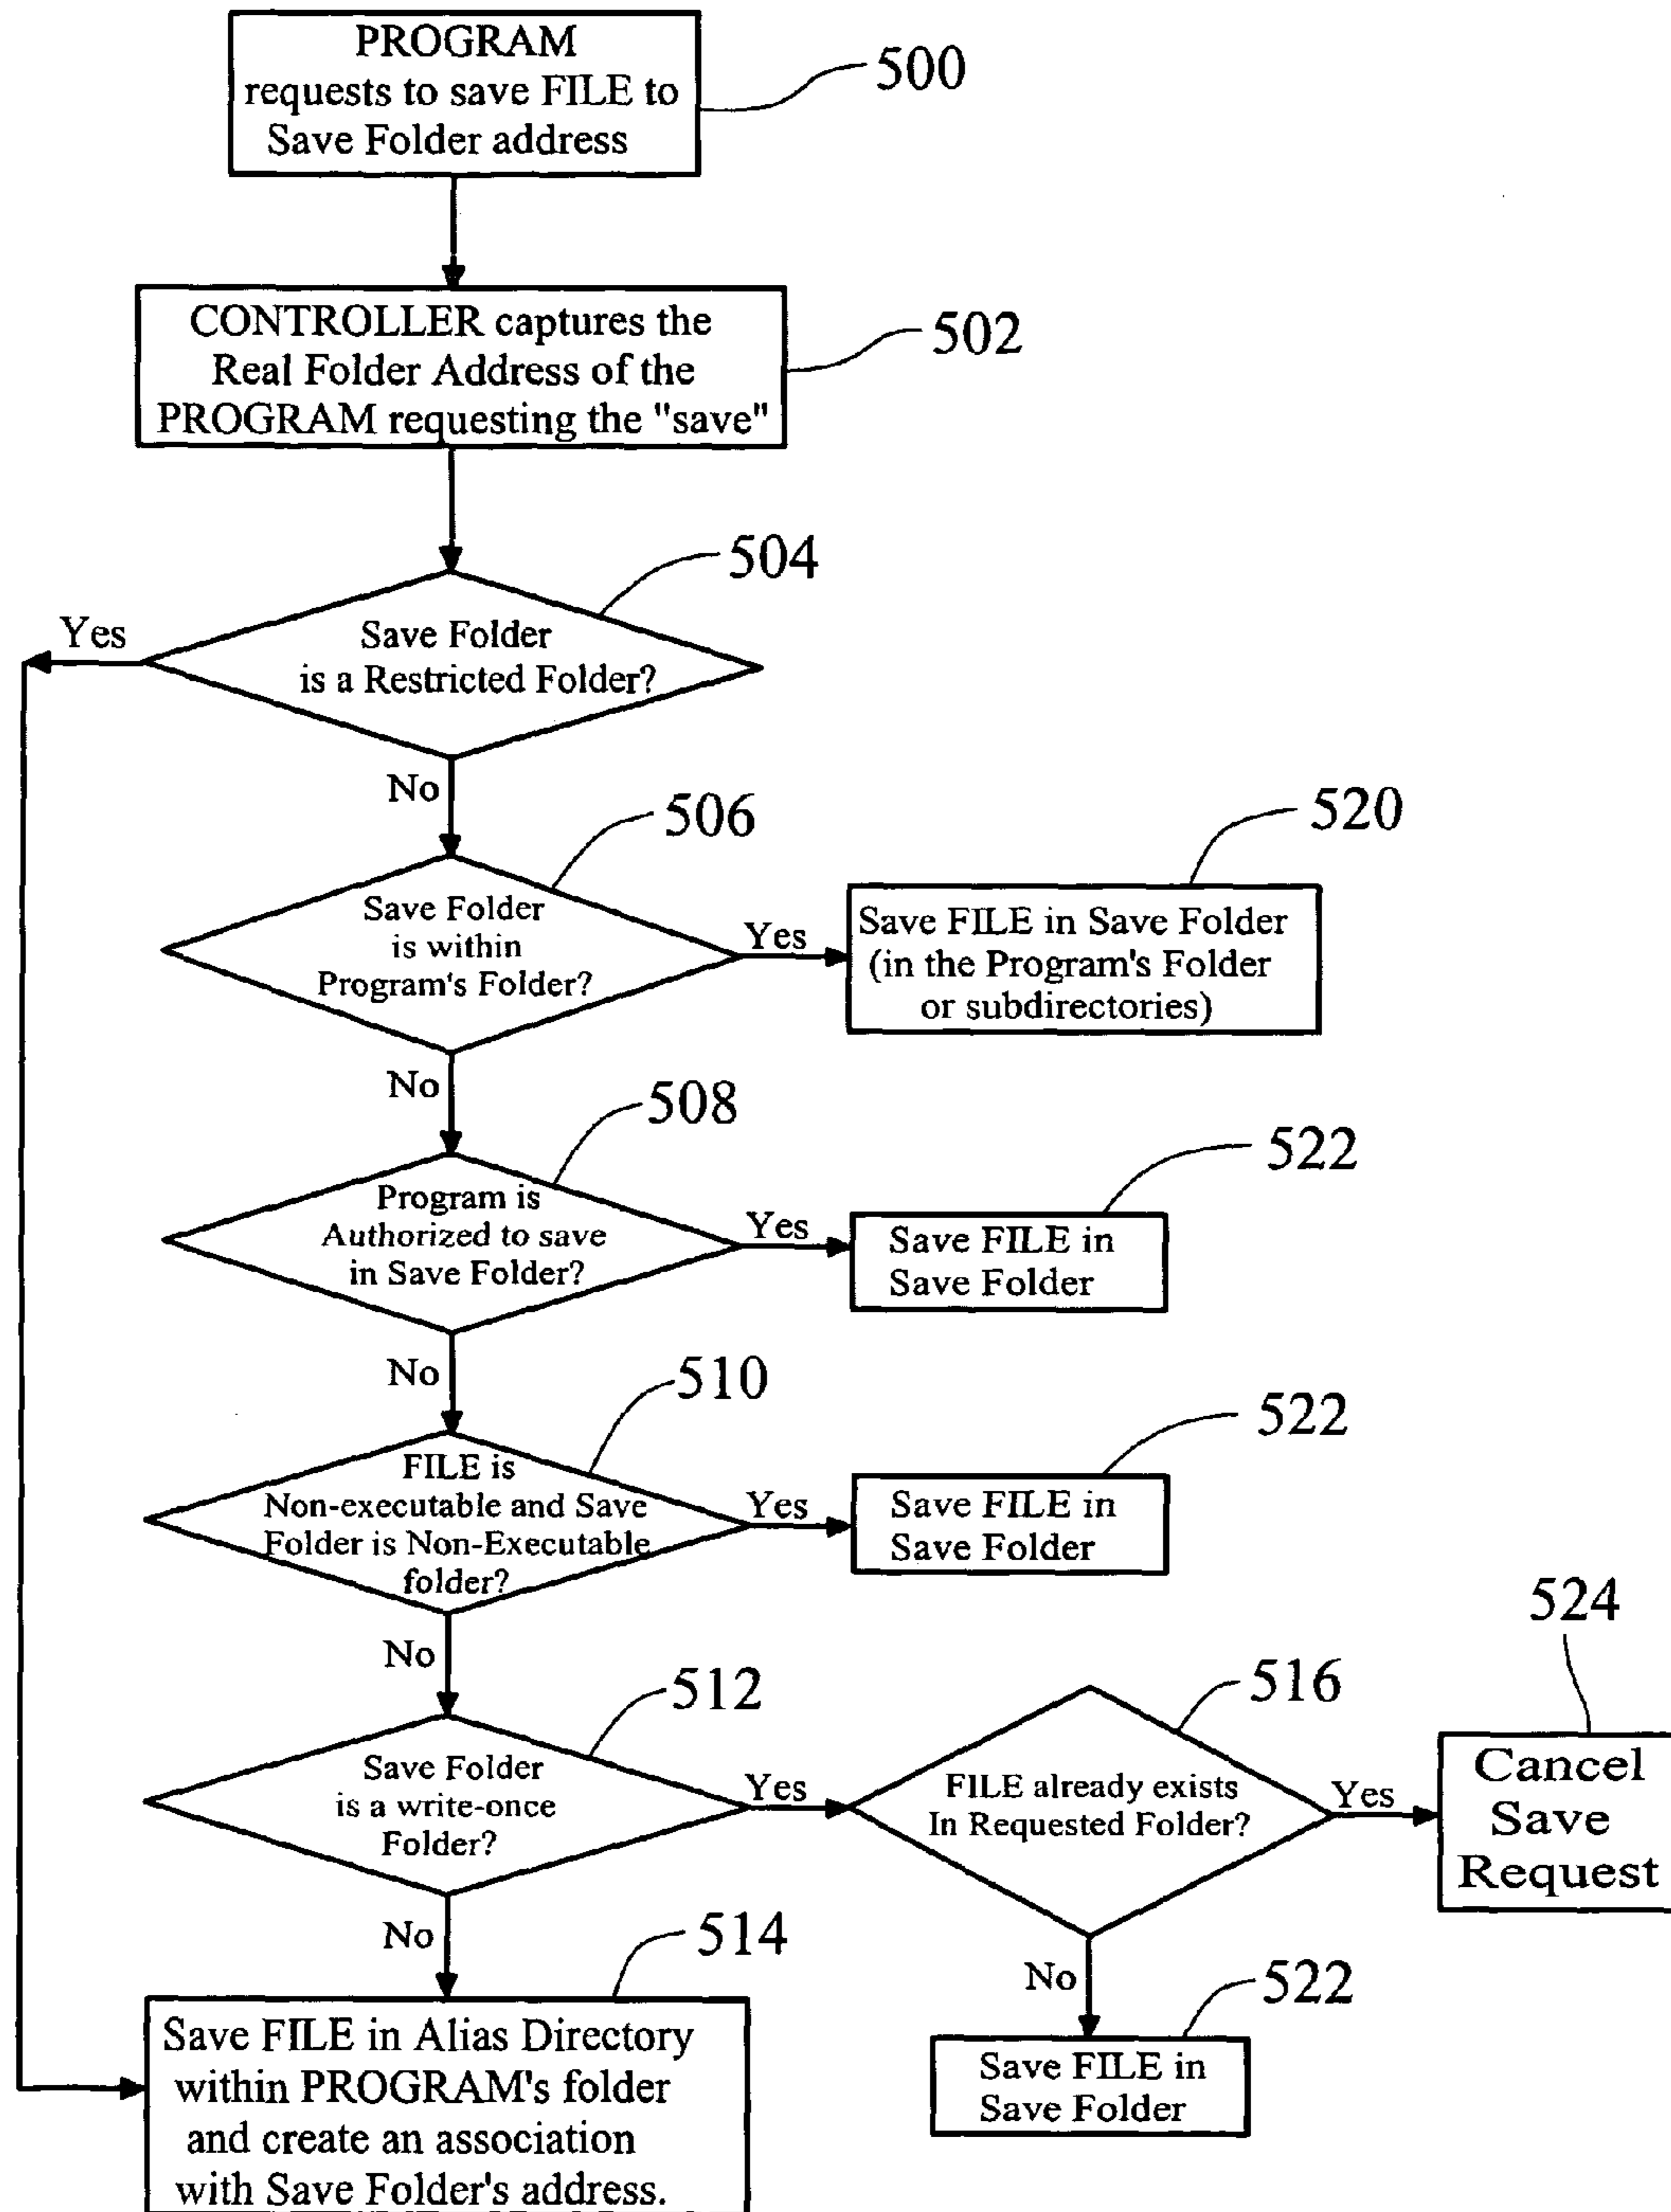 PROGRAM
requests to save FILE to
Save Folder address
500
CONTROLLER captures the
Real Folder Address of the
PROGRAM requesting the "save"
502
504
Yes
Save Folder
is a Restricted Folder?
No
506
520
Save Folder
is within
Program's Folder?
Yes
Save FILE in Save Folder
(in the Program's Folder
or subdirectories)
No
508
522
Program is
Authorized to save
in Save Folder?
Yes
Save FILE in
Save Folder
No
510
522
FILE is
Non-executable and Save
Folder is Non-Executable
folder?
Yes
Save FILE in
Save Folder
No
512
516
524
Save Folder
is a write-once
Folder?
Yes
FILE already exists
In Requested Folder?
Yes
Cancel
Save
Request
No
514
No
522
Save FILE in Alias Directory
within PROGRAM's folder
and create an association
with Save Folder's address.
Save FILE in
Save Folder